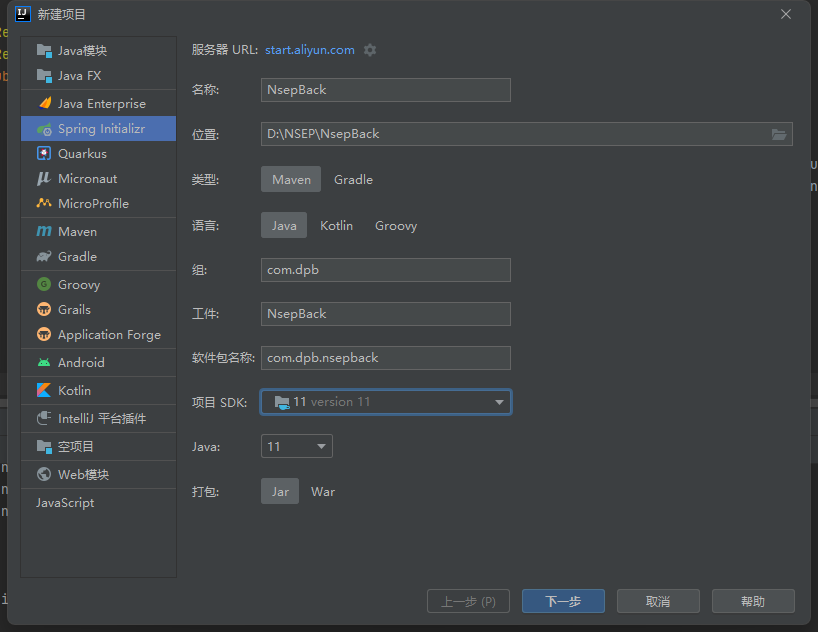 新建项目
Java模块
Java FX
Java Enterprise
Spring Initializr
Quarkus
Micronaut
MicroProfile
Maven
Gradle
Groovy
Grails
Application Forge
Android
Kotlin
IntelliJ 平台插件
空项目
Web模块
JavaScript
服务器 URL: start.aliyun.com
名称: NsepBack
位置: D:\NSEP\NsepBack
类型: Maven Gradle
语言: Java Kotlin Groovy
组: com.dpb
工件: NsepBack
软件包名称: com.dpb.nsepback
项目 SDK: 11 version 11
Java: 11
打包: Jar War
上一步 (P) 下一步 取消 帮助